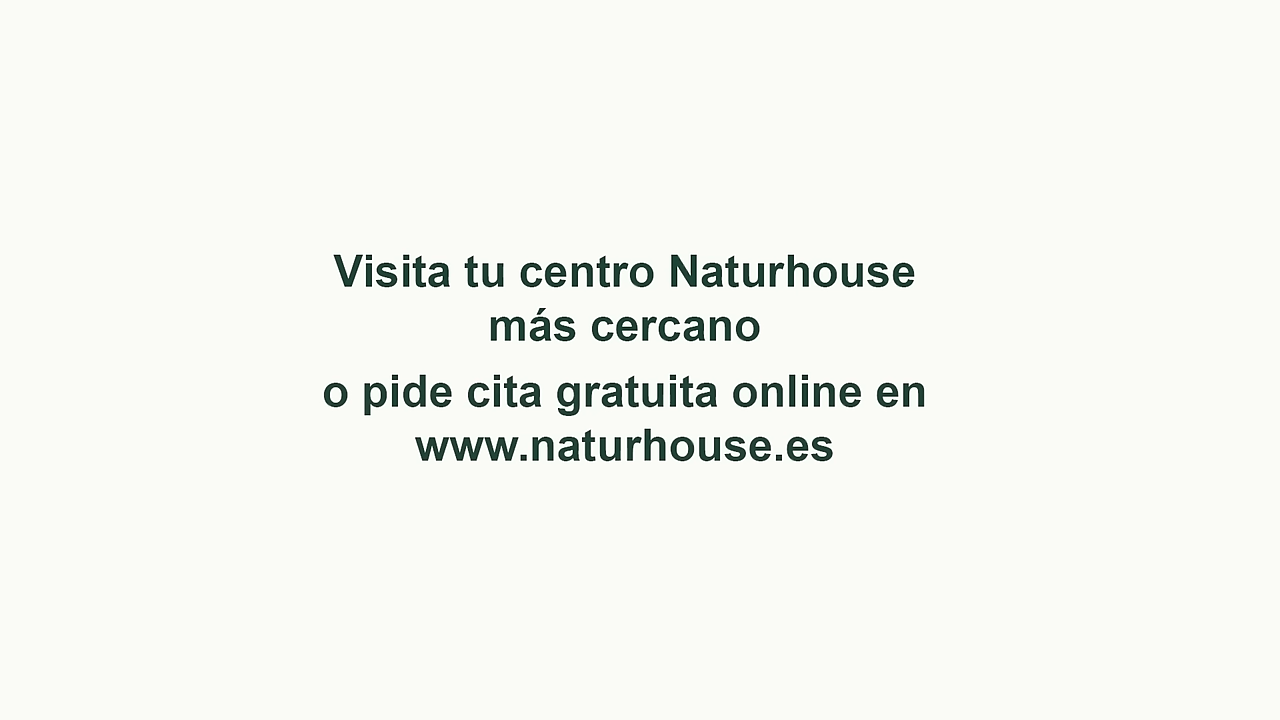 Visita tu centro Naturhouse
más cercano
o pide cita gratuita online en
www.naturhouse.es